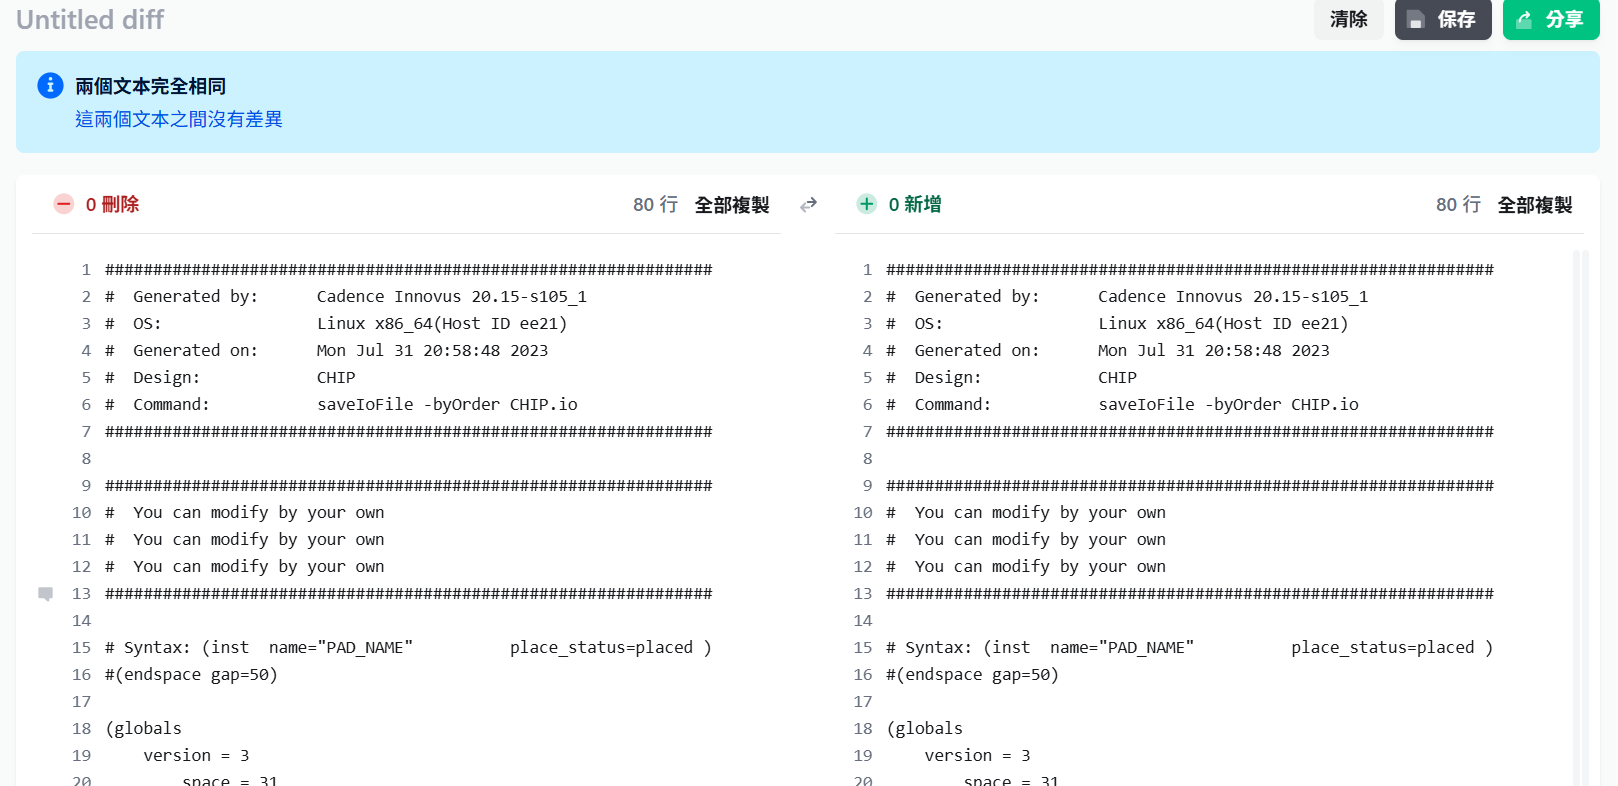 Untitled diff
清除
保存
分享
兩個文本完全相同
這兩個文本之間沒有差異
0 刪除
80 行 全部複製
0 新增
80 行 全部複製
1 ###############################################################
2 #  Generated by:      Cadence Innovus 20.15-s105_1
3 #  OS:                Linux x86_64(Host ID ee21)
4 #  Generated on:      Mon Jul 31 20:58:48 2023
5 #  Design:            CHIP
6 #  Command:           saveIoFile -byOrder CHIP.io
7 ###############################################################
8
9 ###############################################################
10 #  You can modify by your own
11 #  You can modify by your own
12 #  You can modify by your own
13 ###############################################################
14
15 # Syntax: (inst  name="PAD_NAME"          place_status=placed )
16 #(endspace gap=50)
17
18 (globals
19     version = 3
20         space = 31
1 ###############################################################
2 #  Generated by:      Cadence Innovus 20.15-s105_1
3 #  OS:                Linux x86_64(Host ID ee21)
4 #  Generated on:      Mon Jul 31 20:58:48 2023
5 #  Design:            CHIP
6 #  Command:           saveIoFile -byOrder CHIP.io
7 ###############################################################
8
9 ###############################################################
10 #  You can modify by your own
11 #  You can modify by your own
12 #  You can modify by your own
13 ###############################################################
14
15 # Syntax: (inst  name="PAD_NAME"          place_status=placed )
16 #(endspace gap=50)
17
18 (globals
19     version = 3
20         space = 31